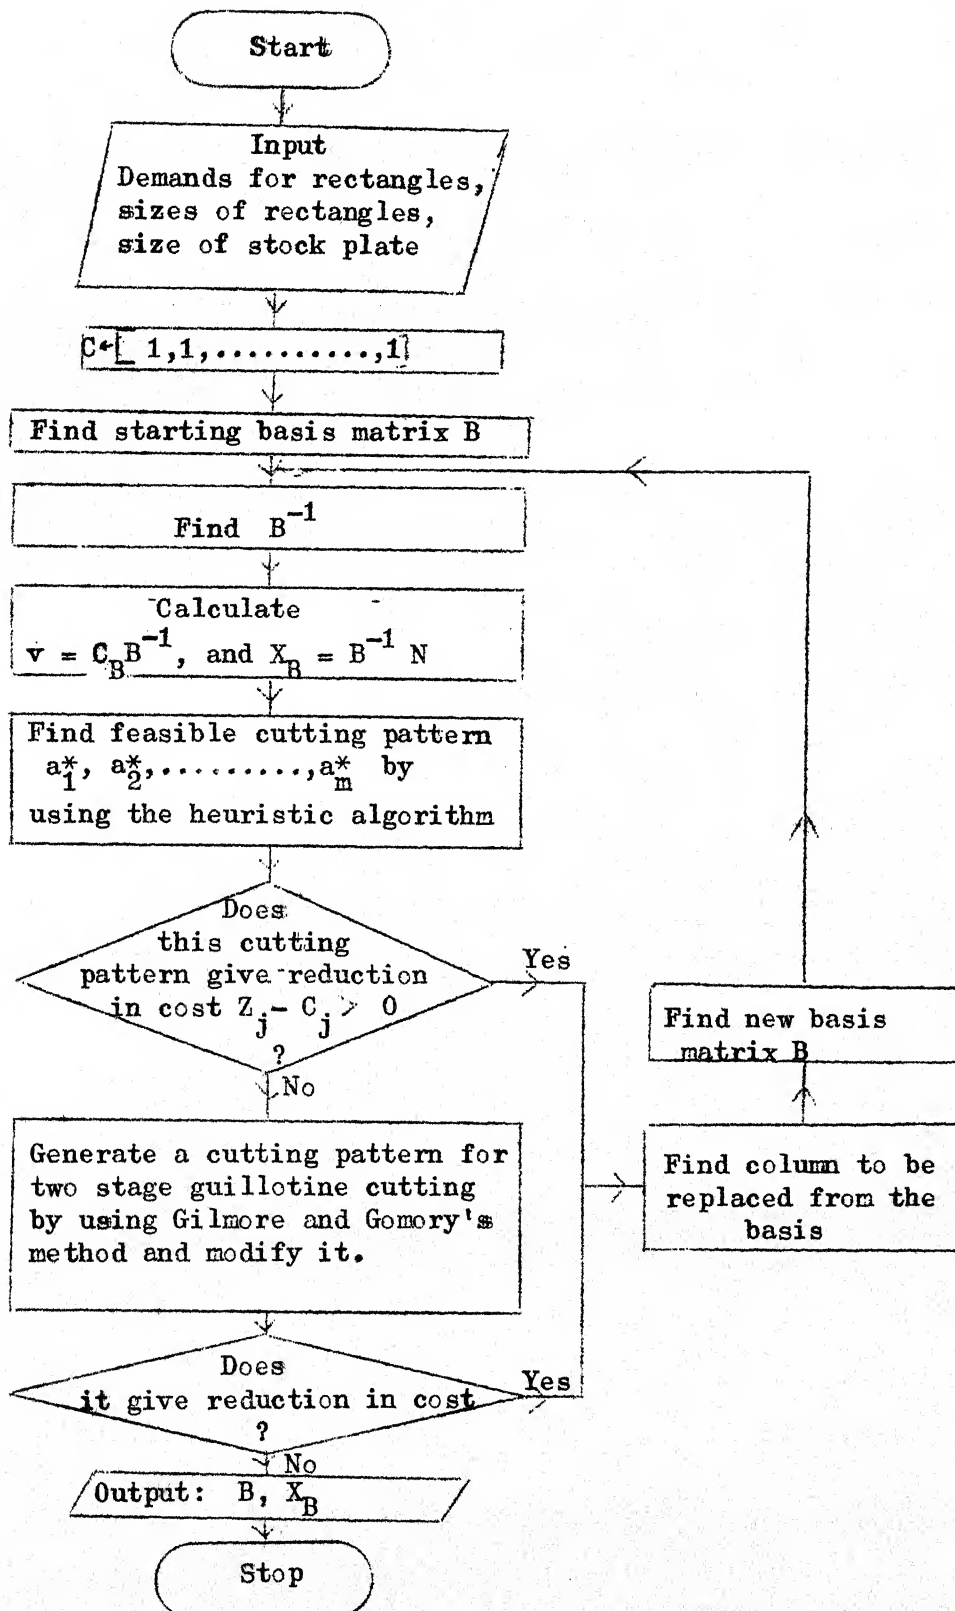 Start
Input
Demands for rectangles,
sizes of rectangles,
size of stock plate
C←[ 1,1,..........,1]
Find starting basis matrix B
Find B⁻¹
Calculate
v = C_B B⁻¹, and X_B = B⁻¹ N
Find feasible cutting pattern
a₁*, a₂*,.........,aₘ* by
using the heuristic algorithm
Does
this cutting
pattern give reduction
in cost Z_j - C_j > 0
?
Yes
No
Generate a cutting pattern for
two stage guillotine cutting
by using Gilmore and Gomory's
method and modify it.
Does
it give reduction in cost
?
Yes
No
Find column to be
replaced from the
basis
Find new basis
matrix B
Output: B, X_B
Stop